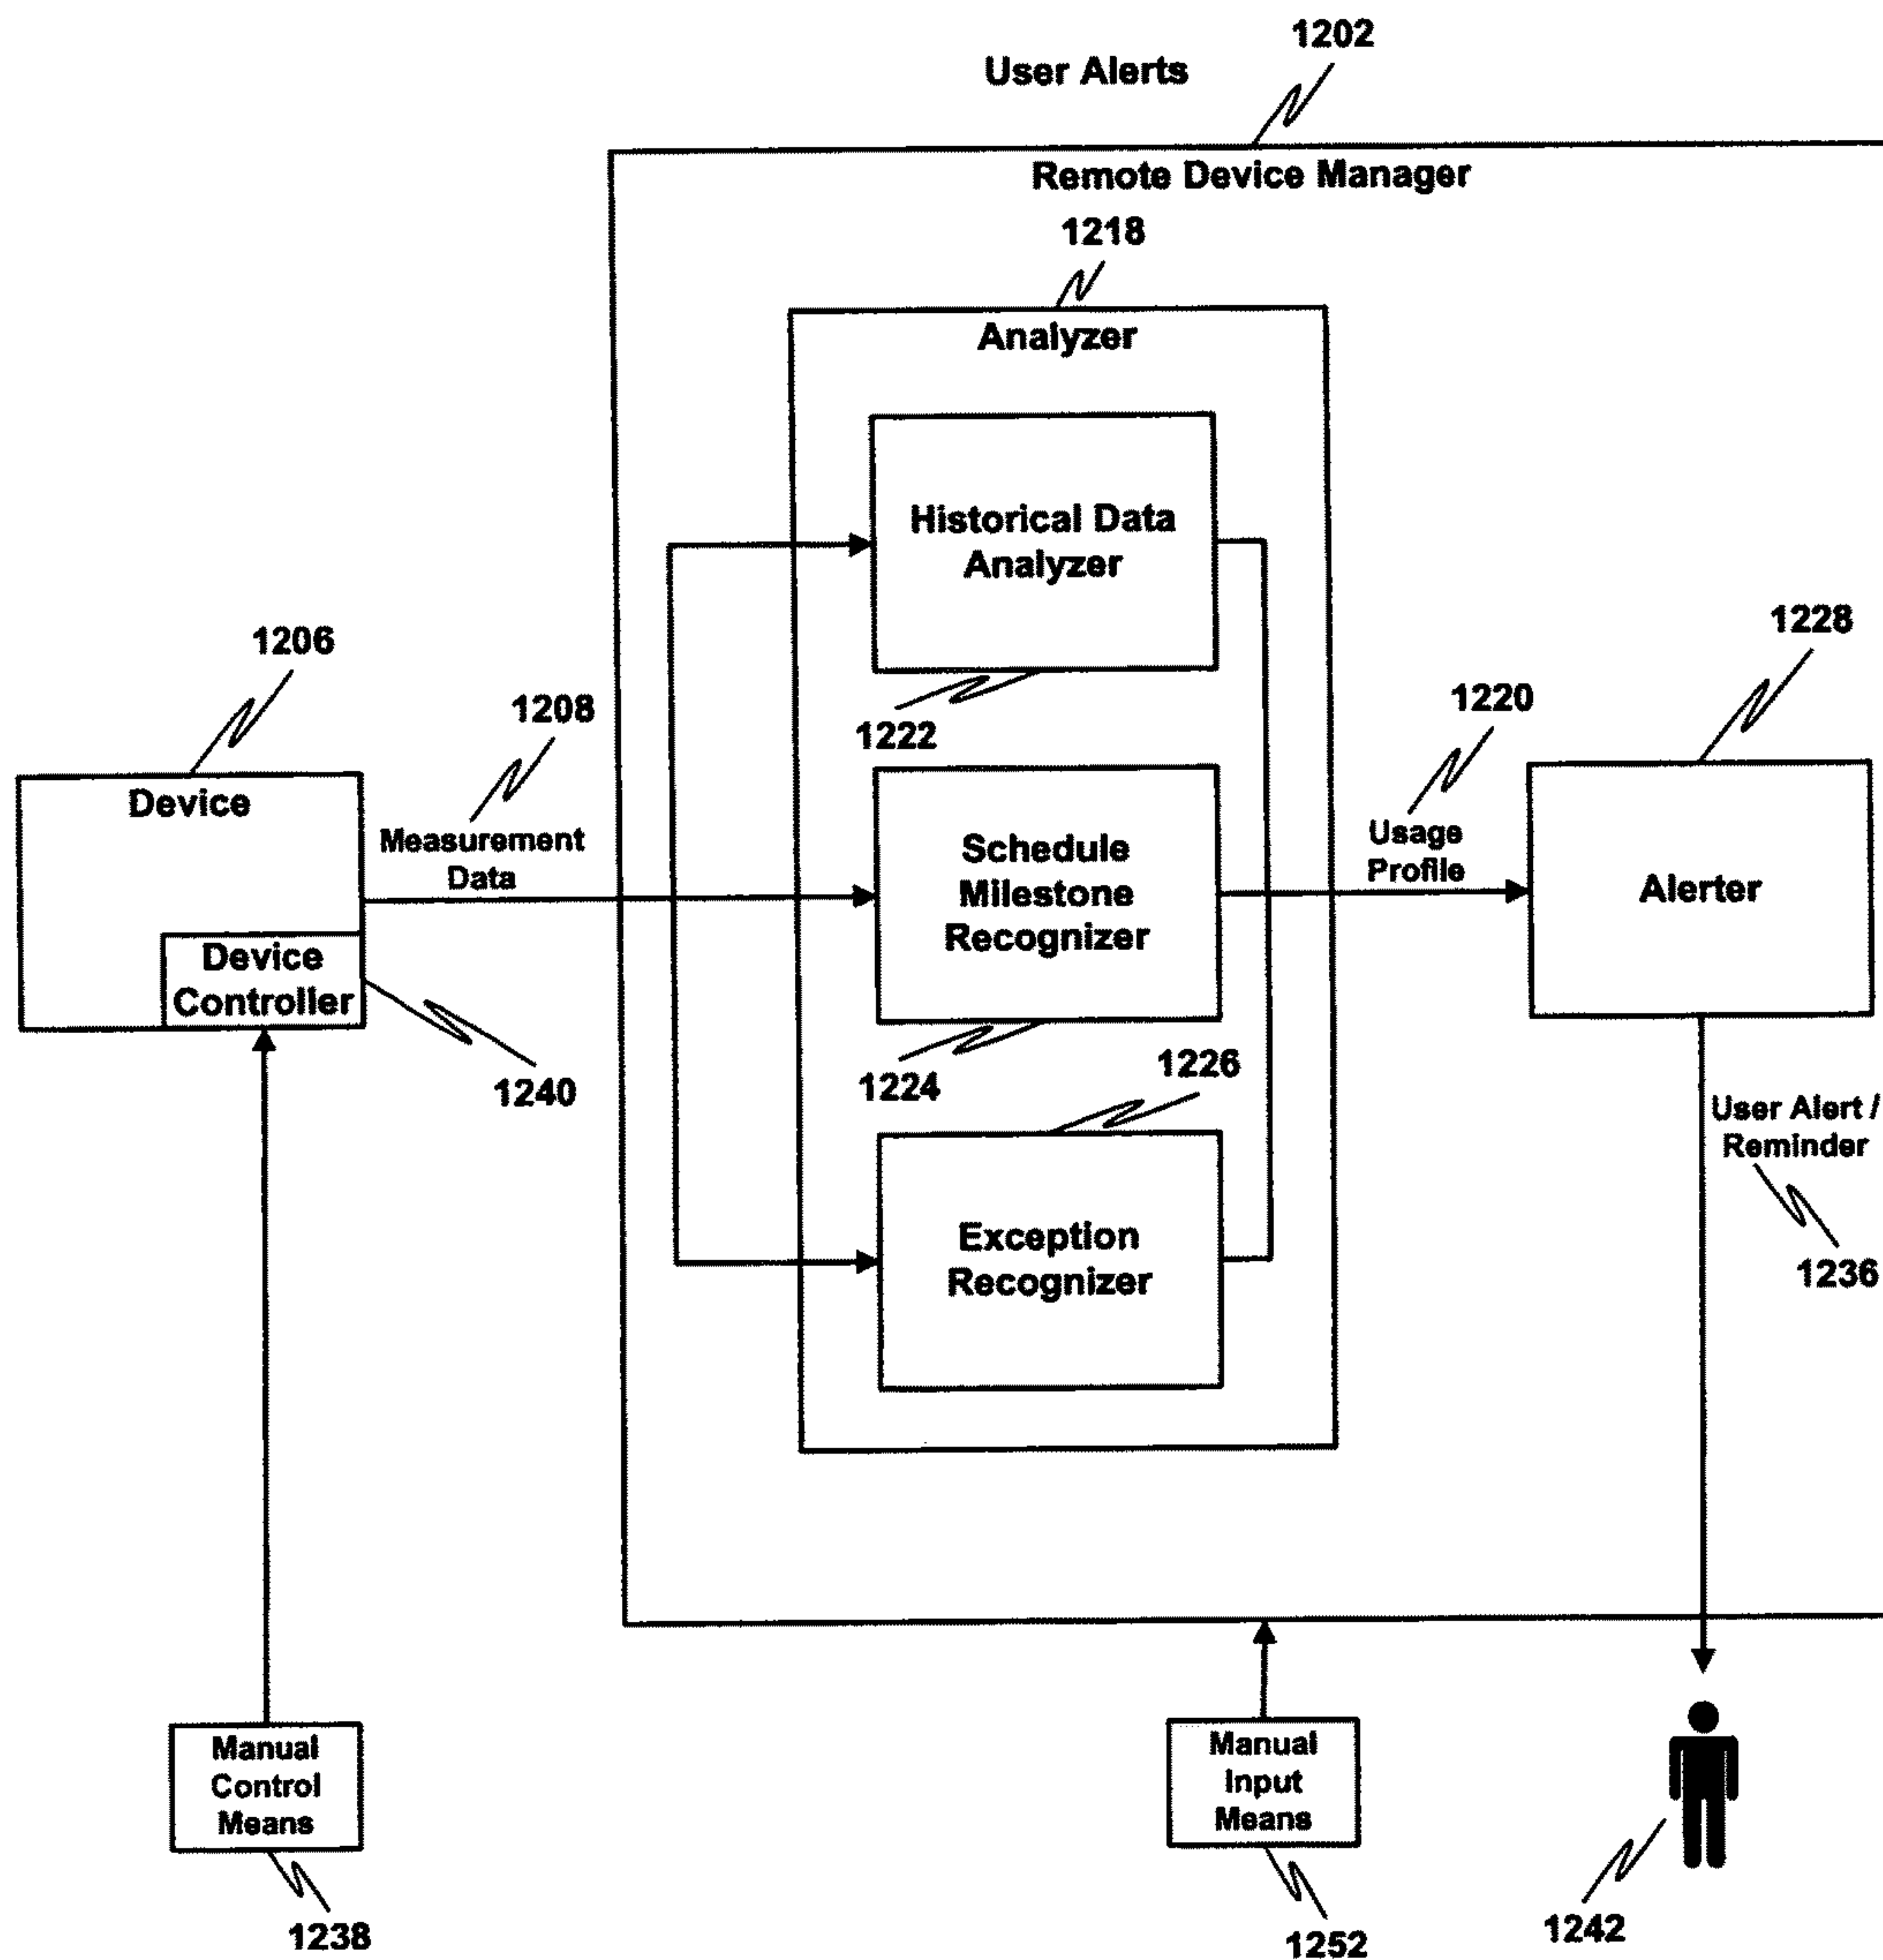 1202
User Alerts
Remote Device Manager
1218
Analyzer
Historical Data
Analyzer
1222
1206
1208
Device
Measurement
Data
Device
Controller
1240
Schedule
Milestone
Recognizer
1224
1226
Exception
Recognizer
1220
Usage
Profile
1228
Alerter
User Alert /
Reminder
1236
Manual
Control
Means
1238
Manual
Input
Means
1252
1242